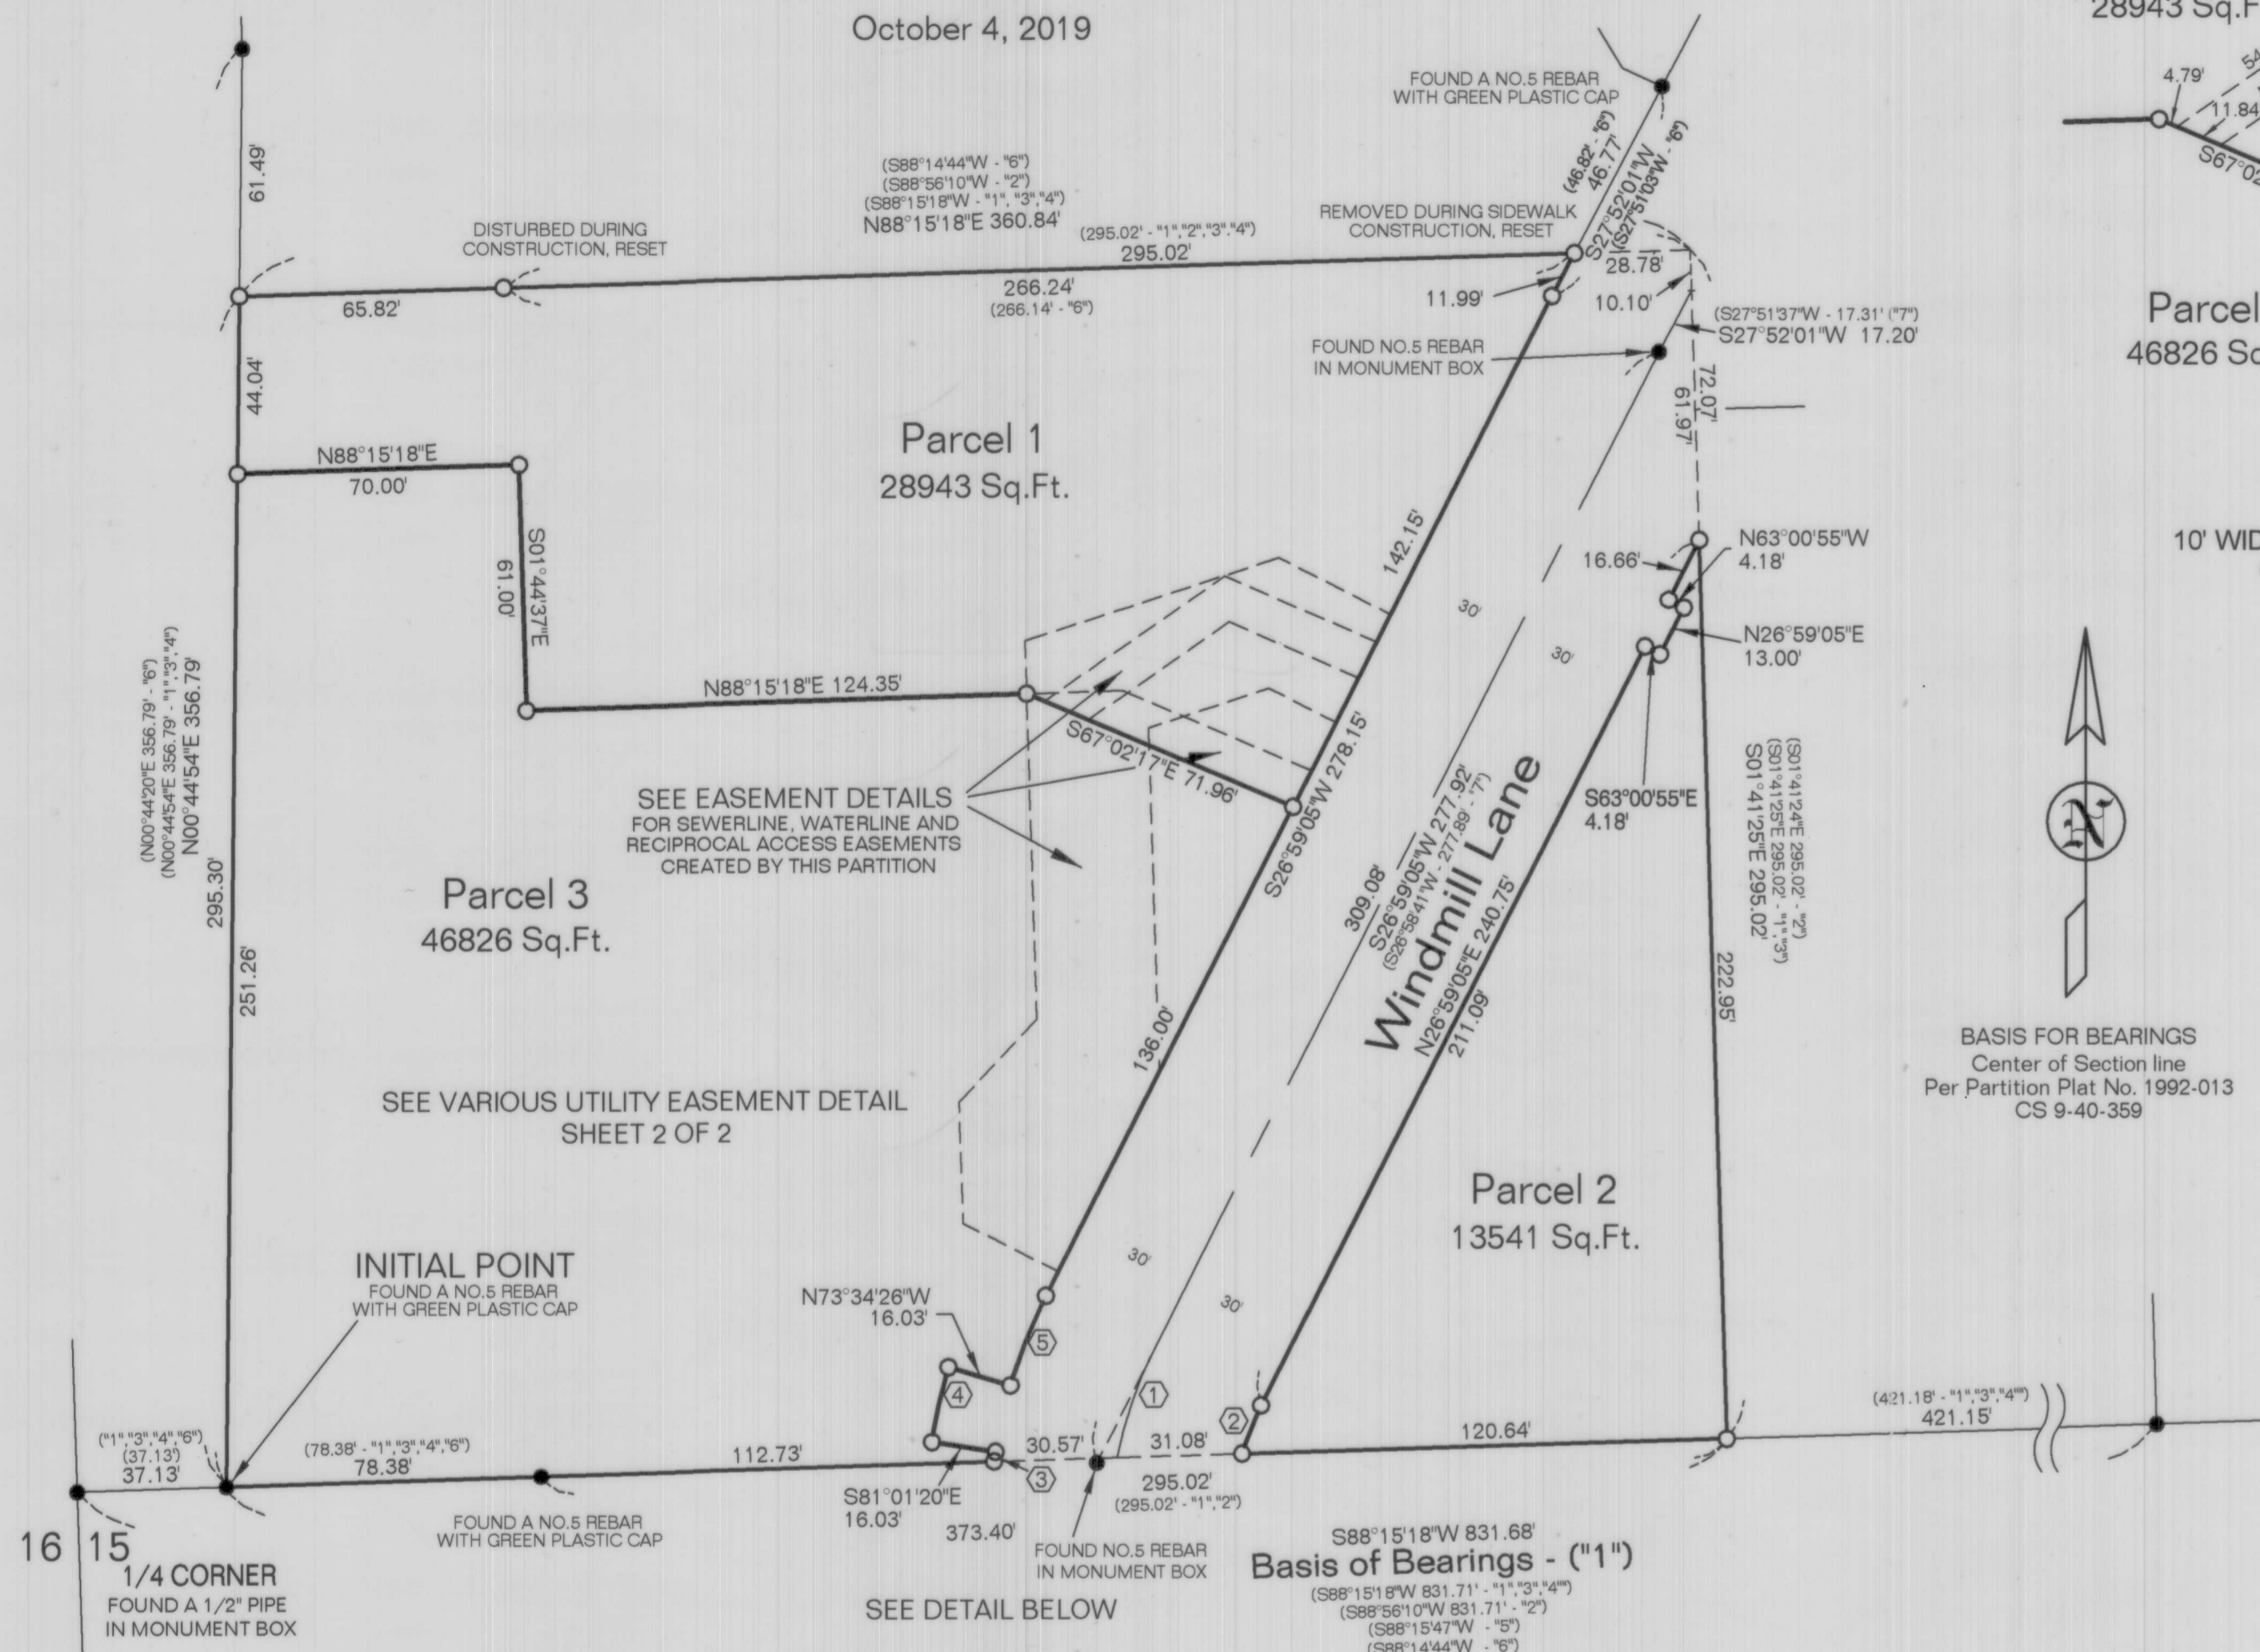 October 4, 2019
28943 Sq.F
4.79'
11.84
S67°02
Parcel
46826 Sq
10' WID
FOUND A NO.5 REBAR
WITH GREEN PLASTIC CAP
(46.82' - "6")
46.77'
S27°52'01"W
(S27°51'03"W - "6")
61.49'
(S88°14'44"W - "6")
(S88°56'10"W - "2")
(S88°15'18"W - "1", "3","4")
N88°15'18"E 360.84'
(295.02' - "1","2","3"."4")
295.02'
DISTURBED DURING
CONSTRUCTION, RESET
REMOVED DURING SIDEWALK
CONSTRUCTION, RESET
65.82'
266.24'
(266.14' - "6")
28.78'
11.99'
10.10'
(S27°51'37"W - 17.31' ("7")
S27°52'01"W 17.20'
FOUND NO.5 REBAR
IN MONUMENT BOX
72.07'
61.97'
44.04'
N88°15'18"E
70.00'
Parcel 1
28943 Sq.Ft.
S01°44'37"E
61.00'
142.15'
30'
30'
16.66'
N63°00'55"W
4.18'
N26°59'05"E
13.00'
N88°15'18"E 124.35'
S67°02'17"E 71.96'
S26°59'05"W 278.15'
(N00°44'20"E 356.79' - "6")
(N00°44'54"E 356.79' - "1","3","4")
N00°44'54"E 356.79'
295.30'
251.26'
SEE EASEMENT DETAILS
FOR SEWERLINE, WATERLINE AND
RECIPROCAL ACCESS EASEMENTS
CREATED BY THIS PARTITION
S63°00'55"E
4.18'
(S01°41'24"E 295.02' - "2")
(S01°41'25"E 295.02' - "1","3")
S01°41'25"E 295.02'
222.95'
Parcel 3
46826 Sq.Ft.
309.08'
S26°59'05"W 277.92'
(S26°58'41"W - 277.89' - "7")
Windmill Lane
N26°59'05"E 240.75'
211.09'
136.00'
N
BASIS FOR BEARINGS
Center of Section line
Per Partition Plat No. 1992-013
CS 9-40-359
SEE VARIOUS UTILITY EASEMENT DETAIL
SHEET 2 OF 2
Parcel 2
13541 Sq.Ft.
30'
30'
INITIAL POINT
FOUND A NO.5 REBAR
WITH GREEN PLASTIC CAP
N73°34'26"W
16.03'
5
4
1
2
3
("1","3","4","6")
(37.13')
37.13'
(78.38' - "1","3","4","6")
78.38'
112.73'
30.57'
31.08'
120.64'
(421.18' - "1","3","4"")
421.15'
295.02'
(295.02' - "1","2")
S81°01'20"E
16.03'
373.40'
FOUND A NO.5 REBAR
WITH GREEN PLASTIC CAP
FOUND NO.5 REBAR
IN MONUMENT BOX
16 15
1/4 CORNER
FOUND A 1/2" PIPE
IN MONUMENT BOX
SEE DETAIL BELOW
S88°15'18"W 831.68'
Basis of Bearings - ("1")
(S88°15'18"W 831.71' - "1","3","4"")
(S88°56'10"W 831.71' - "2")
(S88°15'47"W - "5")
(S88°14'44"W - "6")